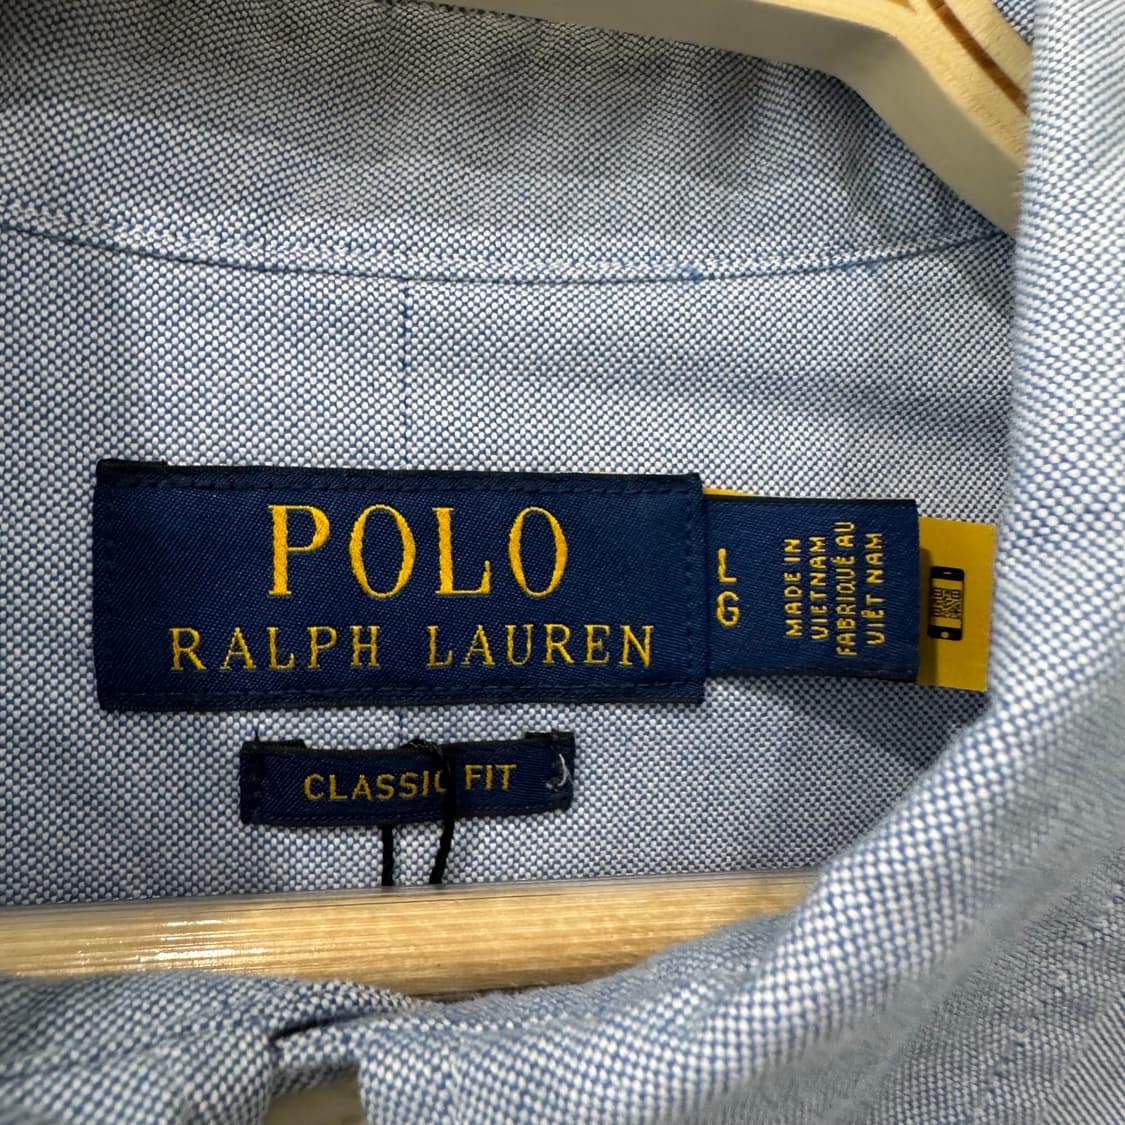 POLO
RALPH LAUREN
L
G
MADE IN
VIETNAM
FABRIQUÉ AU
VIÊT NAM
CLASSIC FIT